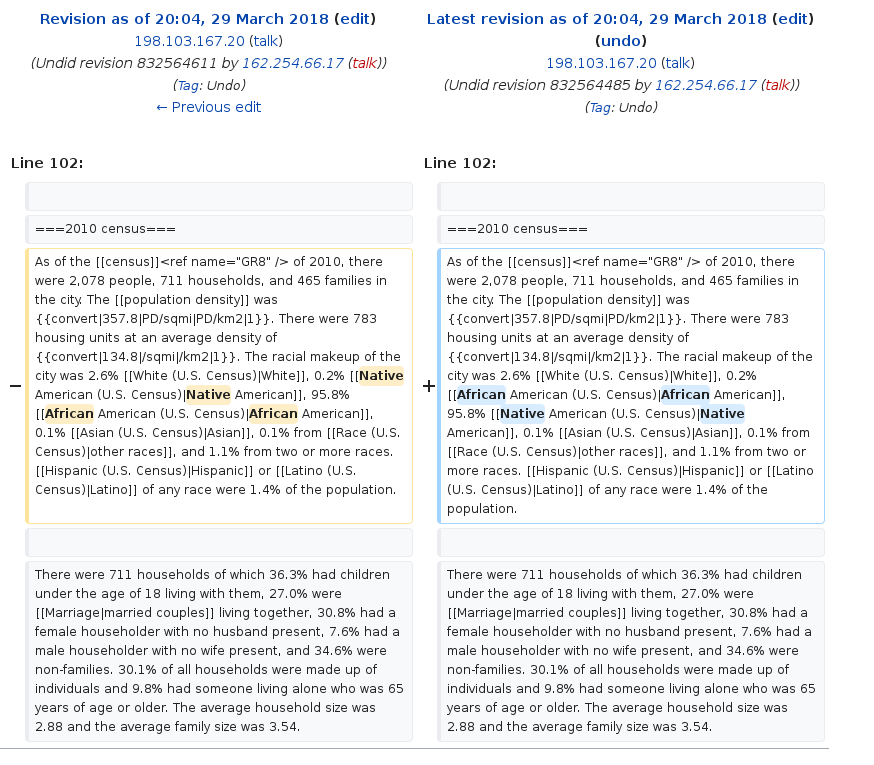 Revision as of 20:04, 29 March 2018 (edit)
198.103.167.20 (talk)
(Undid revision 832564611 by 162.254.66.17 (talk))
(Tag: Undo)
← Previous edit
Latest revision as of 20:04, 29 March 2018 (edit)
(undo)
198.103.167.20 (talk)
(Undid revision 832564485 by 162.254.66.17 (talk))
(Tag: Undo)
Line 102:
Line 102:
===2010 census===
===2010 census===
−
As of the [[census]]<ref name="GR8" /> of 2010, there
were 2,078 people, 711 households, and 465 families in
the city. The [[population density]] was
{{convert|357.8|PD/sqmi|PD/km2|1}}. There were 783
housing units at an average density of
{{convert|134.8|/sqmi|/km2|1}}. The racial makeup of the
city was 2.6% [[White (U.S. Census)|White]], 0.2% [[Native
American (U.S. Census)|Native American]], 95.8%
[[African American (U.S. Census)|African American]],
0.1% [[Asian (U.S. Census)|Asian]], 0.1% from [[Race (U.S.
Census)|other races]], and 1.1% from two or more races.
[[Hispanic (U.S. Census)|Hispanic]] or [[Latino (U.S.
Census)|Latino]] of any race were 1.4% of the population.
+
As of the [[census]]<ref name="GR8" /> of 2010, there
were 2,078 people, 711 households, and 465 families in
the city. The [[population density]] was
{{convert|357.8|PD/sqmi|PD/km2|1}}. There were 783
housing units at an average density of
{{convert|134.8|/sqmi|/km2|1}}. The racial makeup of the
city was 2.6% [[White (U.S. Census)|White]], 0.2%
[[African American (U.S. Census)|African American]],
95.8% [[Native American (U.S. Census)|Native
American]], 0.1% [[Asian (U.S. Census)|Asian]], 0.1% from
[[Race (U.S. Census)|other races]], and 1.1% from two or
more races. [[Hispanic (U.S. Census)|Hispanic]] or [[Latino
(U.S. Census)|Latino]] of any race were 1.4% of the
population.
There were 711 households of which 36.3% had children
under the age of 18 living with them, 27.0% were
[[Marriage|married couples]] living together, 30.8% had a
female householder with no husband present, 7.6% had a
male householder with no wife present, and 34.6% were
non-families. 30.1% of all households were made up of
individuals and 9.8% had someone living alone who was 65
years of age or older. The average household size was
2.88 and the average family size was 3.54.
There were 711 households of which 36.3% had children
under the age of 18 living with them, 27.0% were
[[Marriage|married couples]] living together, 30.8% had a
female householder with no husband present, 7.6% had a
male householder with no wife present, and 34.6% were
non-families. 30.1% of all households were made up of
individuals and 9.8% had someone living alone who was 65
years of age or older. The average household size was
2.88 and the average family size was 3.54.